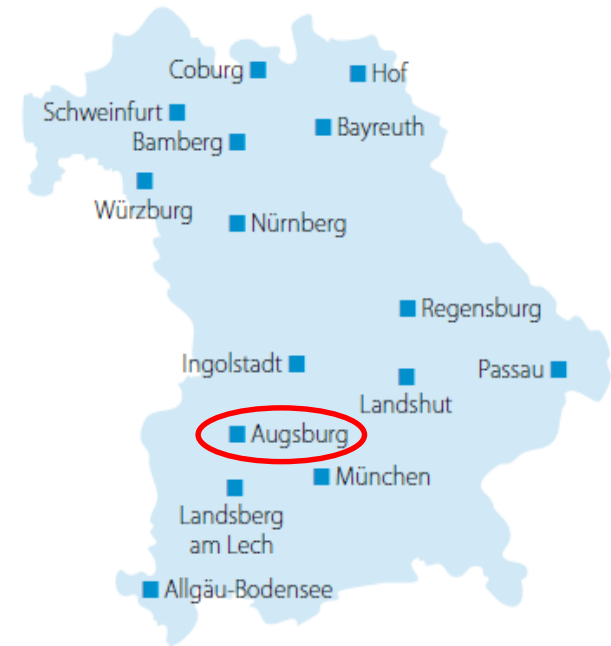 Coburg
Hof
Schweinfurt
Bayreuth
Bamberg
Würzburg
Nürnberg
Regensburg
Ingolstadt
Passau
Landshut
Augsburg
München
Landsberg
am Lech
Allgäu-Bodensee